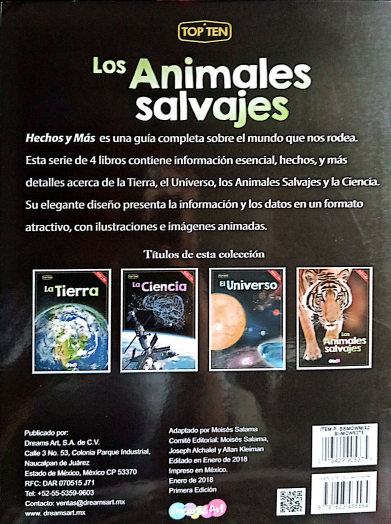 TOP TEN
Los Animales
salvajes
Hechos y Más es una guía completa sobre el mundo que nos rodea.
Esta serie de 4 libros contiene información esencial, hechos, y más
detalles acerca de la Tierra, el Universo, los Animales Salvajes y la Ciencia.
Su elegante diseño presenta la información y los datos en un formato
atractivo, con ilustraciones e imágenes animadas.
Títulos de esta colección
La Tierra
La Ciencia
El Universo
Los
Animales
salvajes
Publicado por:
Dreams Art, S.A. de C.V.
Calle 3 No. 53, Colonia Parque Industrial,
Naucalpan de Juárez
Estado de México, México CP 53370
RFC: DAR 070515 J71
Tel: +52-55-5359-9603
Contacto: ventas@dreamsart.mx
www.dreamsart.mx
Adaptado por Moisés Salama
Comité Editorial: Moisés Salama,
Joseph Alchalel y Allan Kleiman
Editado en Enero de 2018
Impreso en México.
Enero de 2018
Primera Edición
Dreams Art